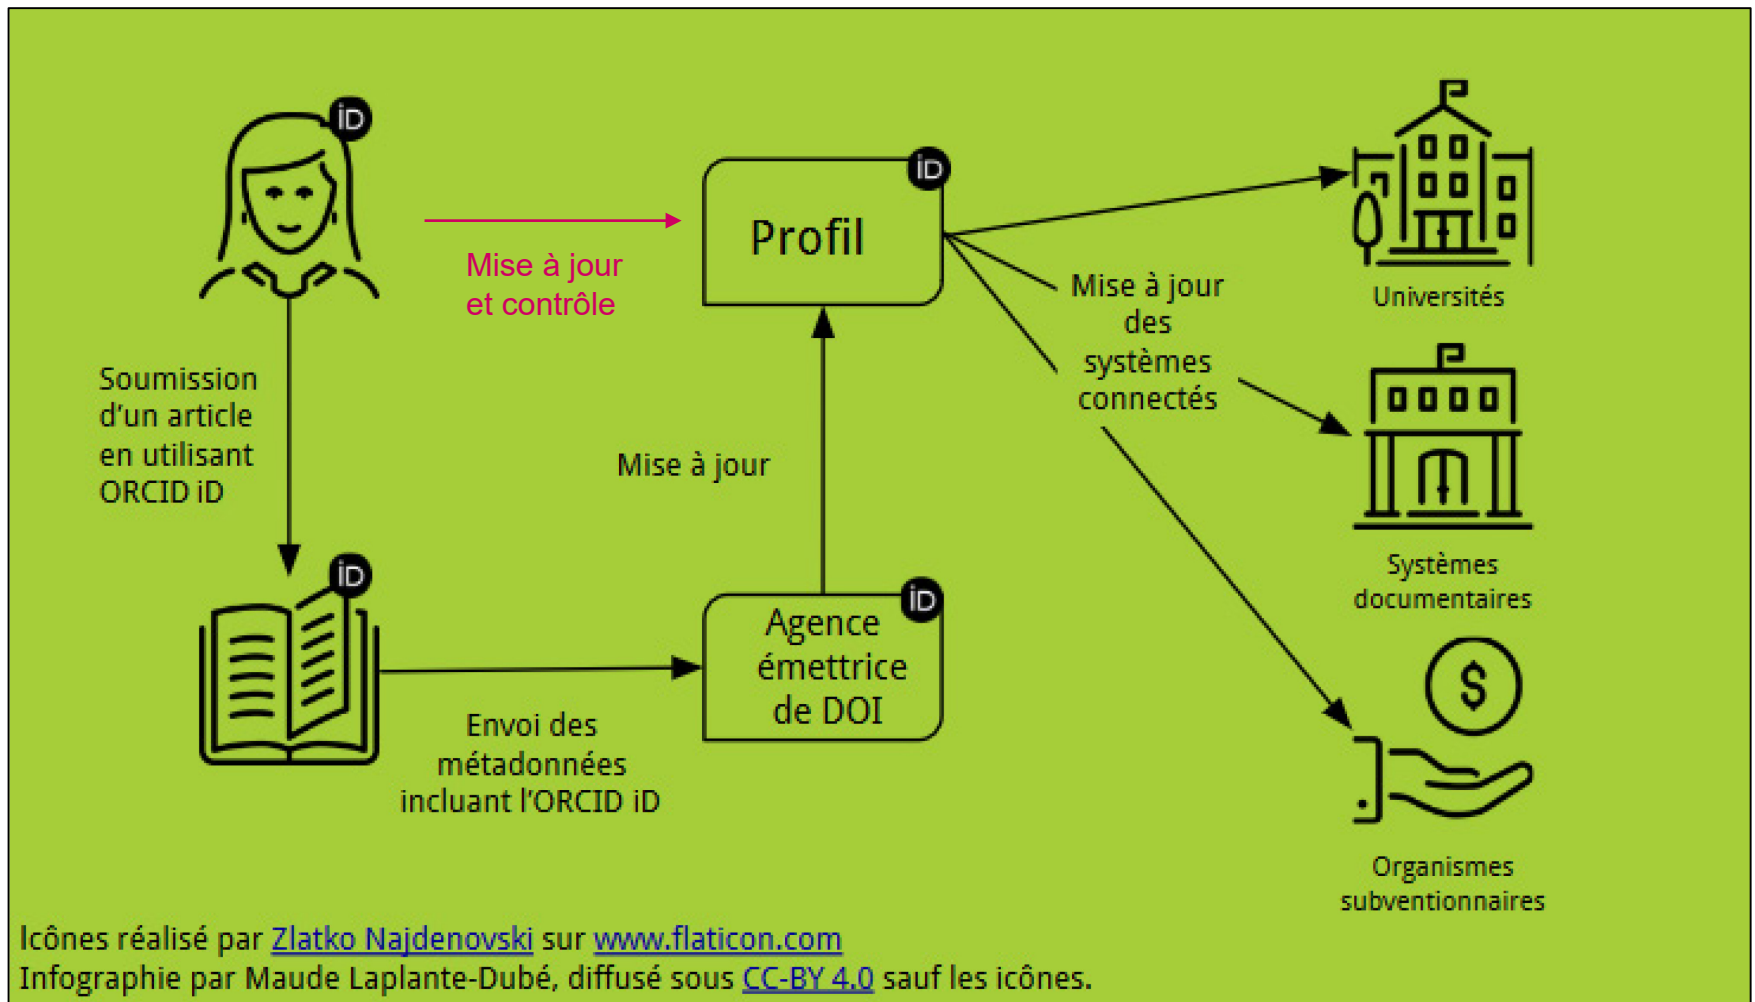 iD
iD
Profil
Mise à jour
et contrôle
Universités
Mise à jour
des
systèmes
connectés
Soumission
d'un article
en utilisant
ORCID iD
Mise à jour
Systèmes
documentaires
iD
iD
Agence
émettrice
de DOI
$
Envoi des
métadonnées
incluant l'ORCID iD
Organismes
subventionnaires
Icônes réalisé par Zlatko Najdenovski sur www.flaticon.com
Infographie par Maude Laplante-Dubé, diffusé sous CC-BY 4.0 sauf les icônes.